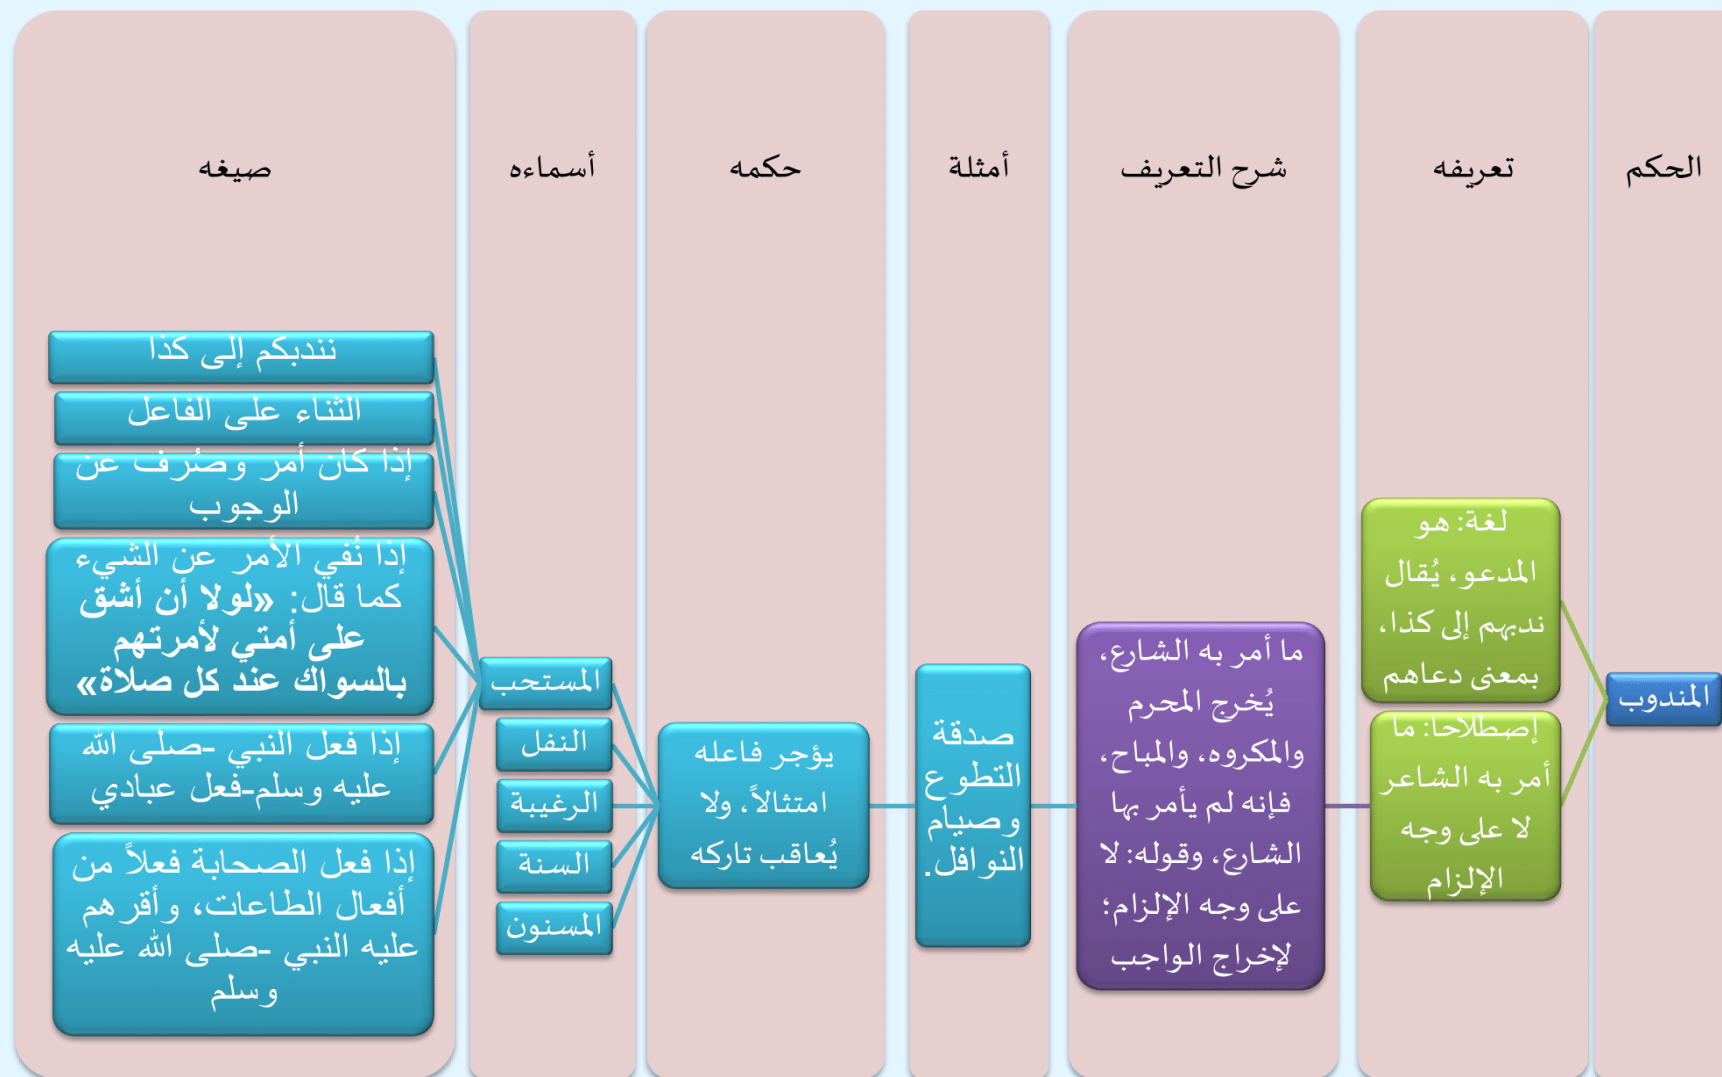 الحكم
تعريفه
شرح التعريف
أمثلة
حكمه
أسماءه
صيغه
المندوب
لغة: هو
المدعو، يُقال
ندبهم إلى كذا،
بمعنى دعاهم
إصطلاحا: ما
أمر به الشاعر
لا على وجه
الإلزام
ما أمر به الشارع،
يُخرج المحرم
والمكروه، والمباح،
فإنه لم يأمر بها
الشارع، وقوله: لا
على وجه الإلزام؛
لإخراج الواجب
صدقة
التطوع
وصيام
النوافل.
يؤجر فاعله
امتثالاً، ولا
يُعاقب تاركه
المستحب
النفل
الرغيبة
السنة
المسنون
نندبكم إلى كذا
الثناء على الفاعل
إذا كان أمر وصُرف عن
الوجوب
إذا نُفي الأمر عن الشيء
كما قال: «لولا أن أشق
على أمتي لأمرتهم
بالسواك عند كل صلاة»
إذا فعل النبي -صلى الله
عليه وسلم-فعل عبادي
إذا فعل الصحابة فعلاً من
أفعال الطاعات، وأقرهم
عليه النبي -صلى الله عليه
وسلم